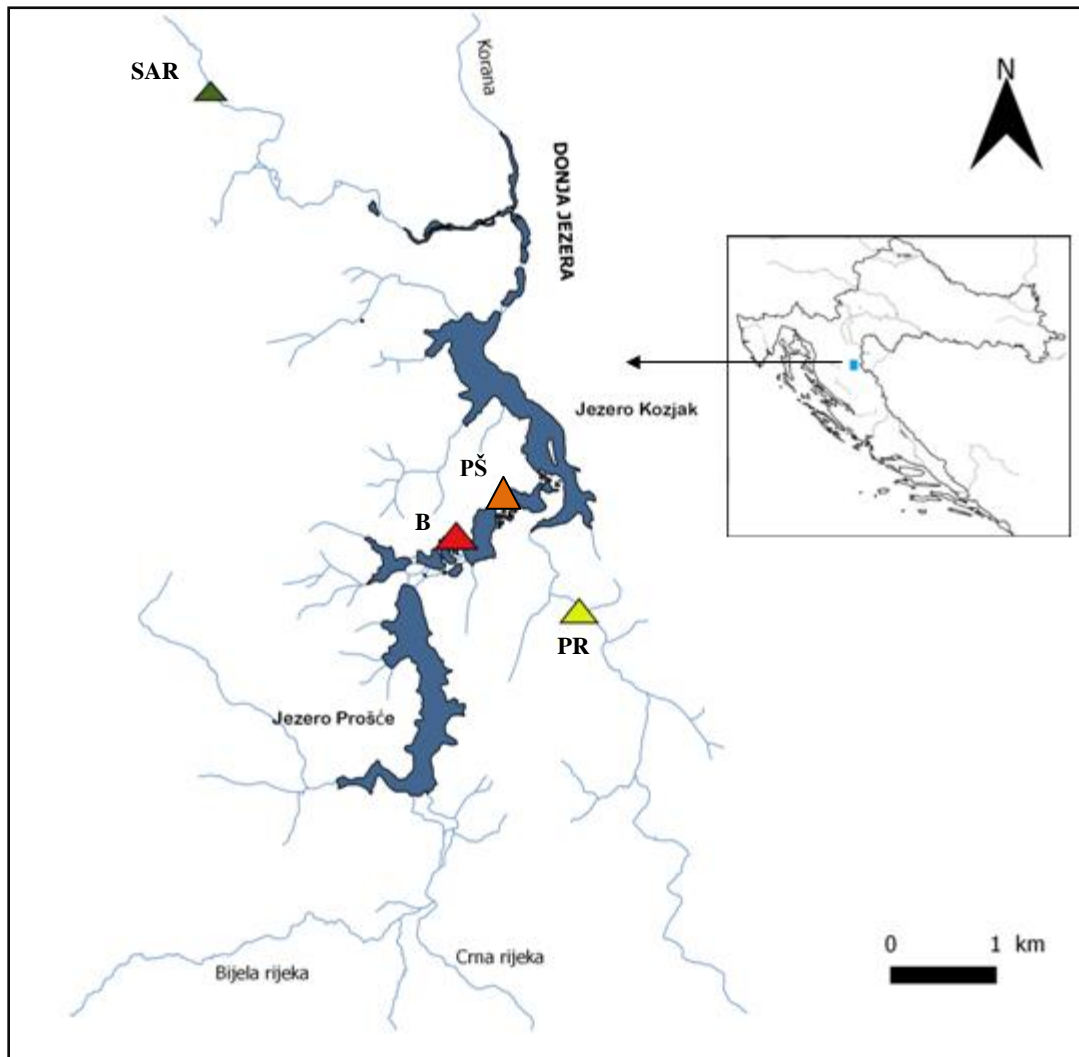 SAR
Korana
N
DONJA JEZERA
Jezero Kozjak
PŠ
B
PR
Jezero Prošće
Bijela rijeka
Crna rijeka
0 1 km